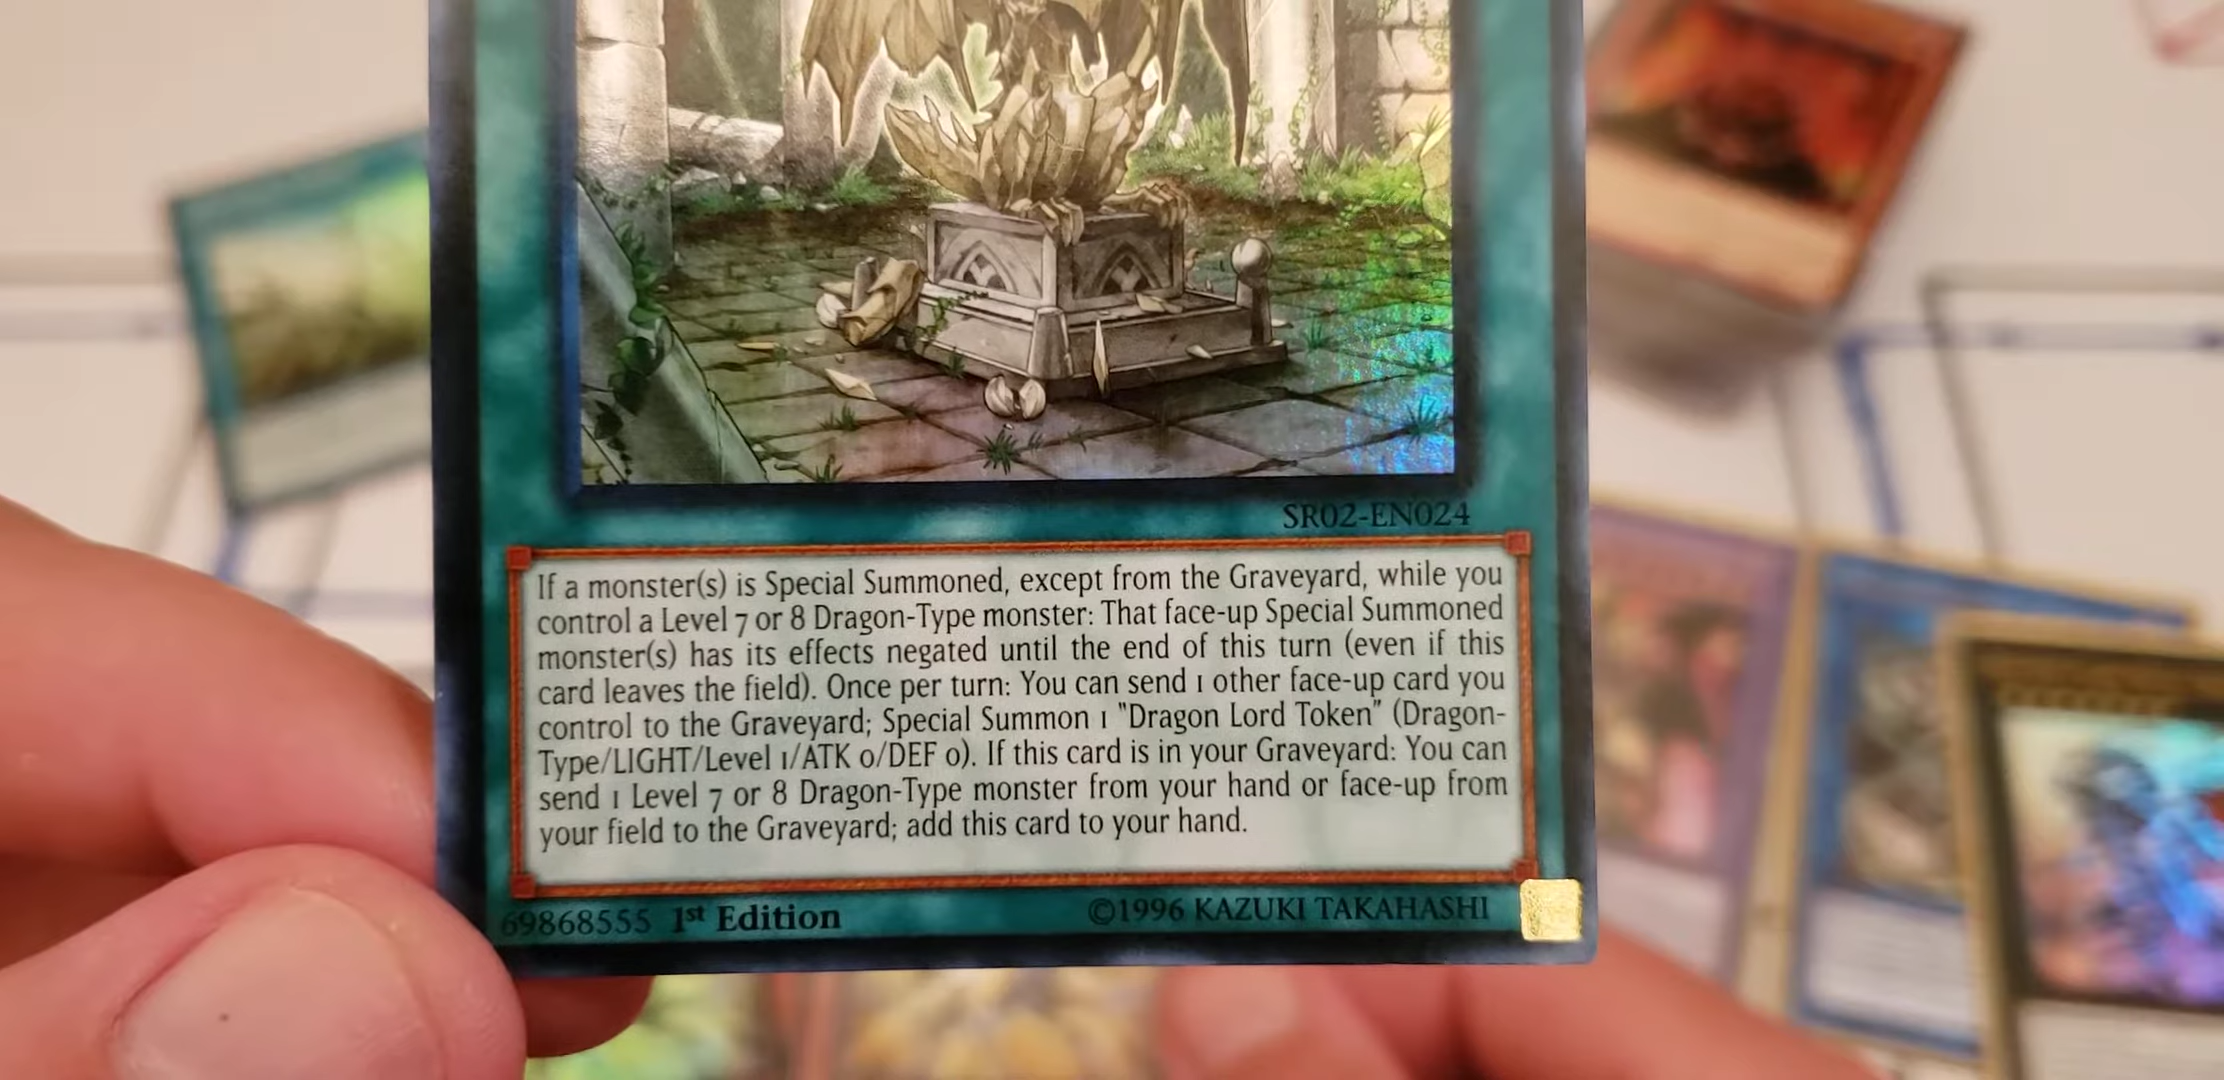 SR02-EN024
If a monster(s) is Special Summoned, except from the Graveyard, while you
control a Level 7 or 8 Dragon-Type monster: That face-up Special Summoned
monster(s) has its effects negated until the end of this turn (even if this
card leaves the field). Once per turn: You can send 1 other face-up card you
control to the Graveyard; Special Summon 1 "Dragon Lord Token" (Dragon-
Type/LIGHT/Level 1/ATK 0/DEF 0). If this card is in your Graveyard: You can
send 1 Level 7 or 8 Dragon-Type monster from your hand or face-up from
your field to the Graveyard; add this card to your hand.
69868555 1st Edition ©1996 KAZUKI TAKAHASHI